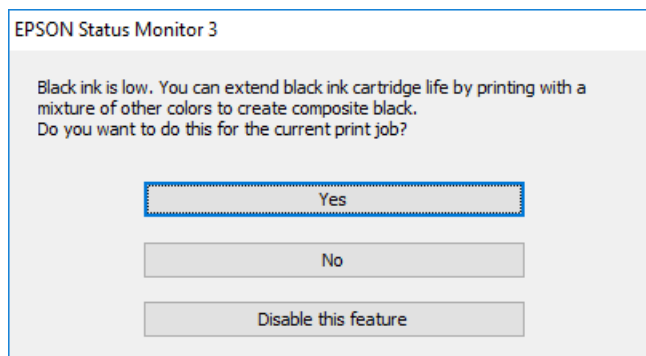 EPSON Status Monitor 3
Black ink is low. You can extend black ink cartridge life by printing with a
mixture of other colors to create composite black.
Do you want to do this for the current print job?
Yes
No
Disable this feature